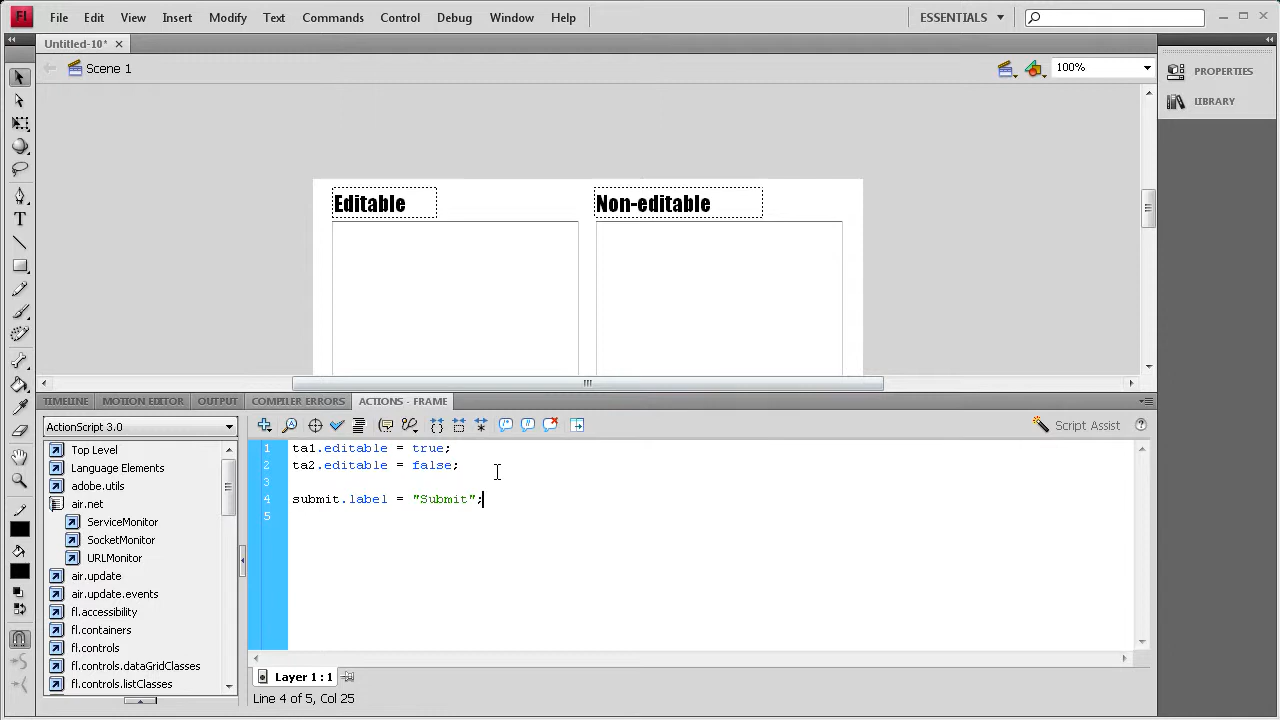 Fl File Edit View Insert Text Commands Control Debug Window Help ESSENTIALS
Untitled-10*
Scene 1 100%
PROPERTIES
LIBRARY
Editable Non-editable
TIMELINE MOTION EDITOR OUTPUT COMPILER ERRORS ACTIONS - FRAME
ActionScript 3.0 Script Assist
Top Level
Language Elements
adobe.utils
air.net
ServiceMonitor
SocketMonitor
URLMonitor
air.update
air.update.events
fl.accessibility
fl.containers
fl.controls
fl.controls.dataGridClasses
fl.controls.listClasses
1 ta1.editable = true;
2 ta2.editable = false;
3
4 submit.label = "Submit";
5
Layer 1 : 1
Line 4 of 5, Col 25